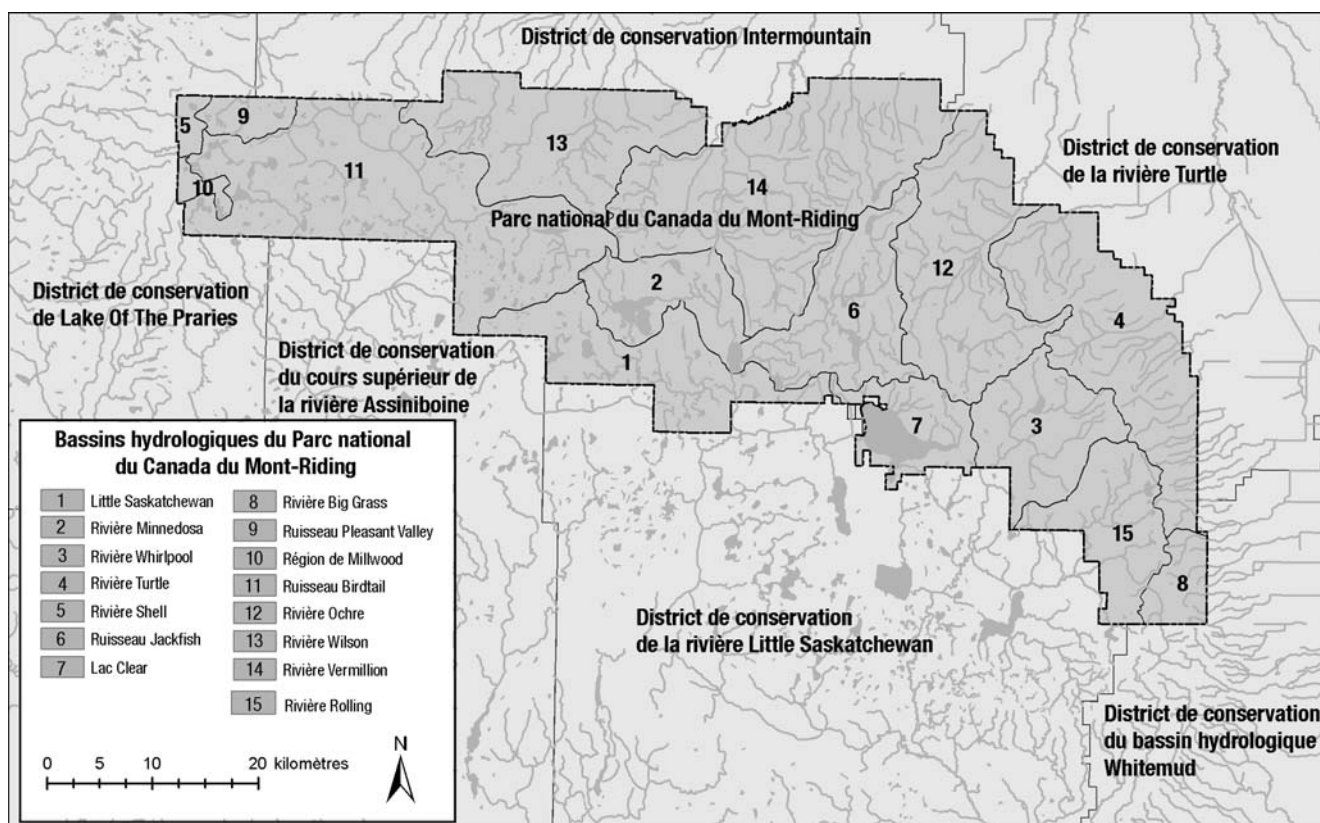 District de conservation Intermountain
District de conservation
de la rivière Turtle
5
9
10
11
13
14
Parc national du Canada du Mont-Riding
12
2
6
4
1
7
3
15
8
District de conservation
de Lake Of The Praries
District de conservation
du cours supérieur de
la rivière Assiniboine
District de conservation
de la rivière Little Saskatchewan
District de conservation
du bassin hydrologique
Whitemud
Bassins hydrologiques du Parc national
du Canada du Mont-Riding
1 Little Saskatchewan
2 Rivière Minnedosa
3 Rivière Whirlpool
4 Rivière Turtle
5 Rivière Shell
6 Ruisseau Jackfish
7 Lac Clear
8 Rivière Big Grass
9 Ruisseau Pleasant Valley
10 Région de Millwood
11 Ruisseau Birdtail
12 Rivière Ochre
13 Rivière Wilson
14 Rivière Vermillion
15 Rivière Rolling
0 5 10 20 kilomètres
N